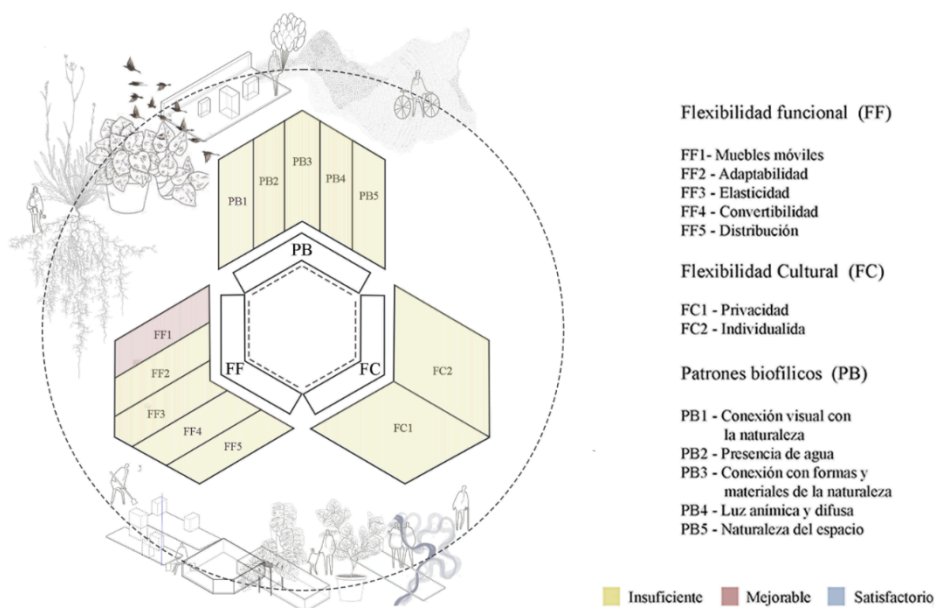 PB1
PB2
PB3
PB4
PB5
PB
FF1
FF2
FF3
FF4
FF5
FF
FC
FC2
FC1
Flexibilidad funcional (FF)
FF1- Muebles móviles
FF2 - Adaptabilidad
FF3 - Elasticidad
FF4 - Convertibilidad
FF5 - Distribución
Flexibilidad Cultural (FC)
FC1 - Privacidad
FC2 - Individualida
Patrones biofílicos (PB)
PB1 - Conexión visual con
la naturaleza
PB2 - Presencia de agua
PB3 - Conexión con formas y
materiales de la naturaleza
PB4 - Luz anímica y difusa
PB5 - Naturaleza del espacio
Insuficiente
Mejorable
Satisfactorio